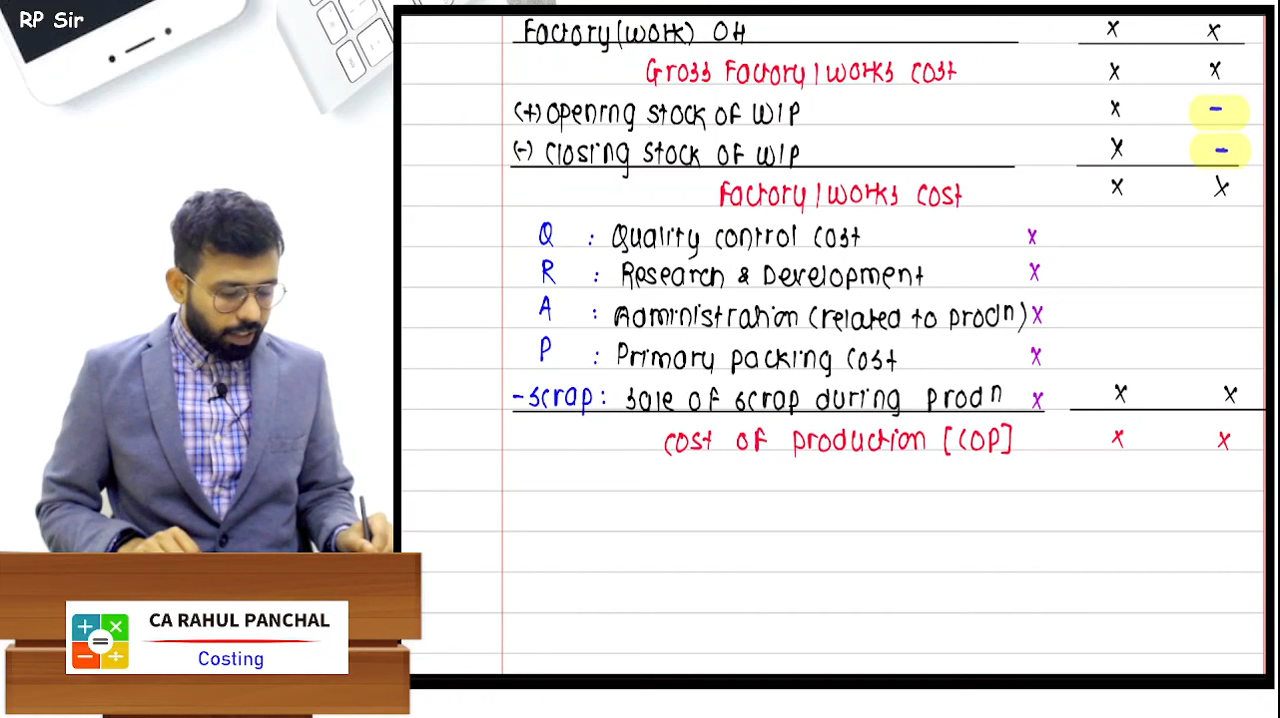 RP Sir
Factory(work) OH x x
Gross Factory/works cost x x
(+) opening stock of WIP x -
(-) closing stock of WIP x -
Factory/works cost x x
Q : Quality control cost x
R : Research & Development x
A : Administration (related to prodn) x
P : Primary packing cost x
-scrap: sale of scrap during prodn x x x
cost of production [COP] x x
CA RAHUL PANCHAL
Costing